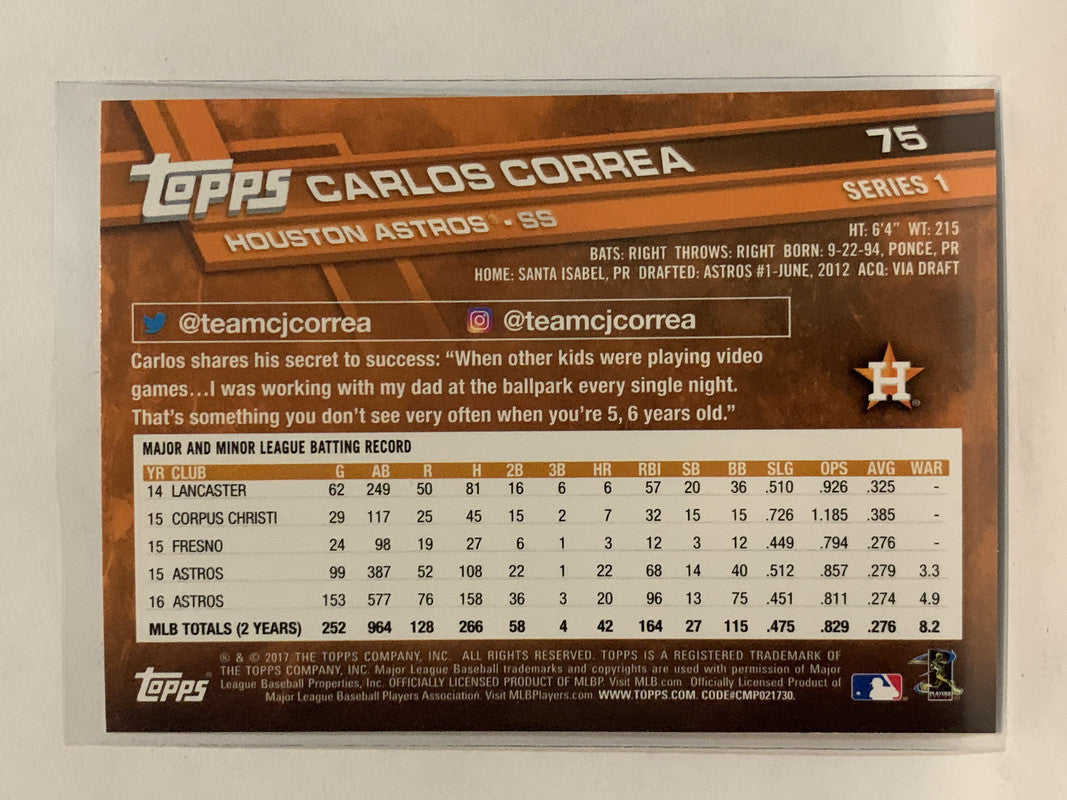 TOPPS CARLOS CORREA 75
HOUSTON ASTROS® - SS SERIES 1
HT: 6'4" WT: 215
BATS: RIGHT THROWS: RIGHT BORN: 9-22-94, PONCE, PR
HOME: SANTA ISABEL, PR DRAFTED: ASTROS #1-JUNE, 2012 ACQ: VIA DRAFT
@teamcjcorrea @teamcjcorrea
Carlos shares his secret to success: “When other kids were playing video
games...I was working with my dad at the ballpark every single night.
That's something you don't see very often when you're 5, 6 years old.”
H
MAJOR AND MINOR LEAGUE BATTING RECORD
YR CLUB G AB R H 2B 3B HR RBI SB BB SLG OPS AVG WAR
14 LANCASTER 62 249 50 81 16 6 6 57 20 36 .510 .926 .325 -
15 CORPUS CHRISTI 29 117 25 45 15 2 7 32 15 15 .726 1.185 .385 -
15 FRESNO 24 98 19 27 6 1 3 12 3 12 .449 .794 .276 -
15 ASTROS 99 387 52 108 22 1 22 68 14 40 .512 .857 .279 3.3
16 ASTROS 153 577 76 158 36 3 20 96 13 75 .451 .811 .274 4.9
MLB TOTALS (2 YEARS) 252 964 128 266 58 4 42 164 27 115 .475 .829 .276 8.2
® & © 2017 THE TOPPS COMPANY, INC. ALL RIGHTS RESERVED. TOPPS IS A REGISTERED TRADEMARK OF
THE TOPPS COMPANY, INC. Major League Baseball trademarks and copyrights are used with permission of Major
League Baseball Properties, Inc. OFFICIALLY LICENSED PRODUCT OF MLBP. Visit MLB.com Officially Licensed Product of
Major League Baseball Players Association. Visit MLBPlayers.com WWW.TOPPS.COM. CODE#CMP021730.
TOPPS
PLAYERS